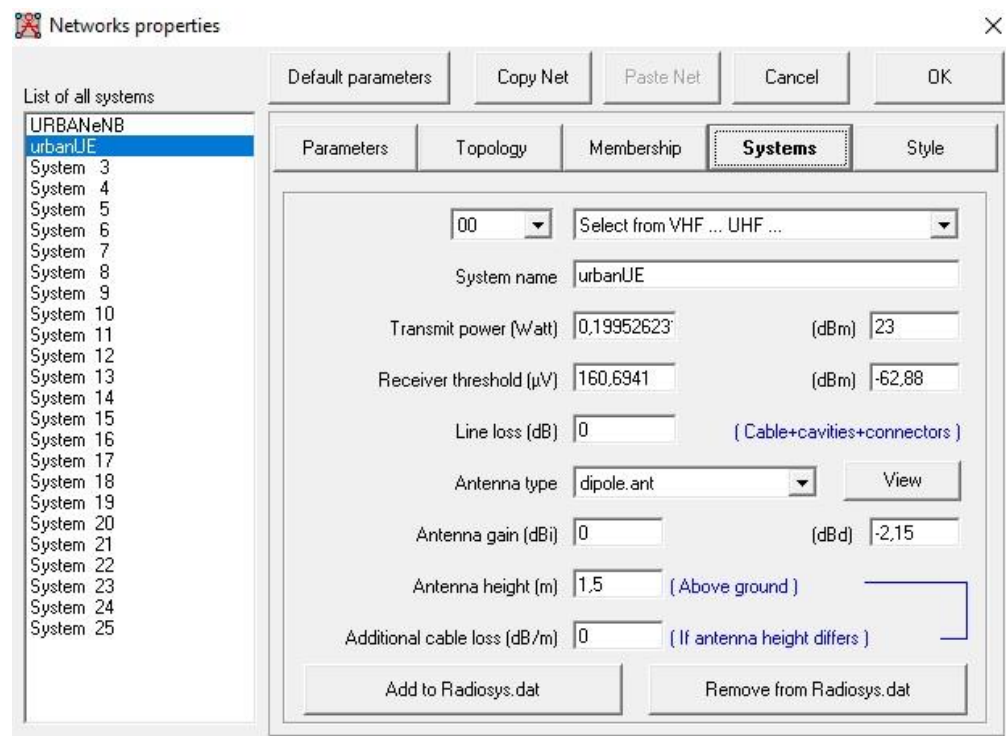 Networks properties
Default parameters
Copy Net
Paste Net
Cancel
OK
List of all systems
URBANeNB
urbanUE
System 3
System 4
System 5
System 6
System 7
System 8
System 9
System 10
System 11
System 12
System 13
System 14
System 15
System 16
System 17
System 18
System 19
System 20
System 21
System 22
System 23
System 24
System 25
Parameters
Topology
Membership
Systems
Style
00
Select from VHF ... UHF ...
System name urbanUE
Transmit power (Watt) 0,19952623 (dBm) 23
Receiver threshold (µV) 160,6941 (dBm) -62,88
Line loss (dB) 0 ( Cable+cavities+connectors )
Antenna type dipole.ant View
Antenna gain (dBi) 0 (dBd) -2,15
Antenna height (m) 1,5 ( Above ground )
Additional cable loss (dB/m) 0 ( If antenna height differs )
Add to Radiosys.dat
Remove from Radiosys.dat